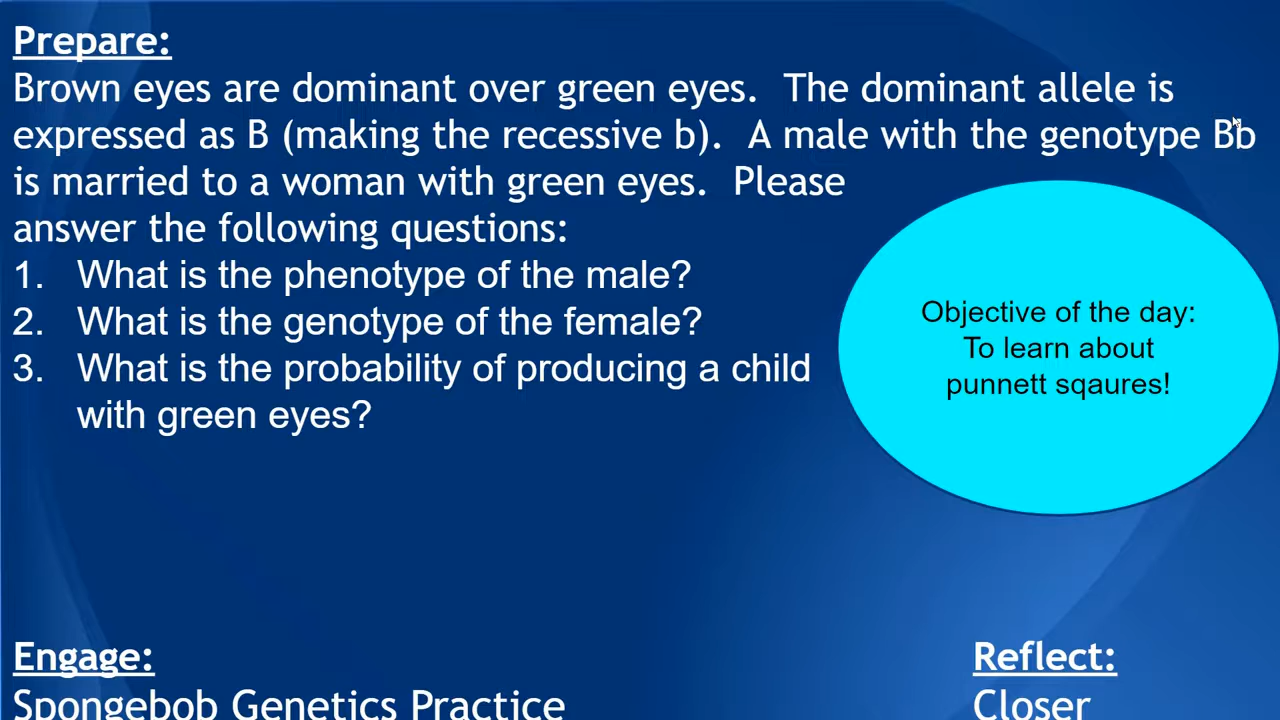 Prepare:
Brown eyes are dominant over green eyes.  The dominant allele is
expressed as B (making the recessive b).  A male with the genotype Bb
is married to a woman with green eyes.  Please
answer the following questions:
1. What is the phenotype of the male?
2. What is the genotype of the female?
3. What is the probability of producing a child
with green eyes?
Objective of the day:
To learn about
punnett sqaures!
Engage:
Spongebob Genetics Practice
Reflect:
Closer